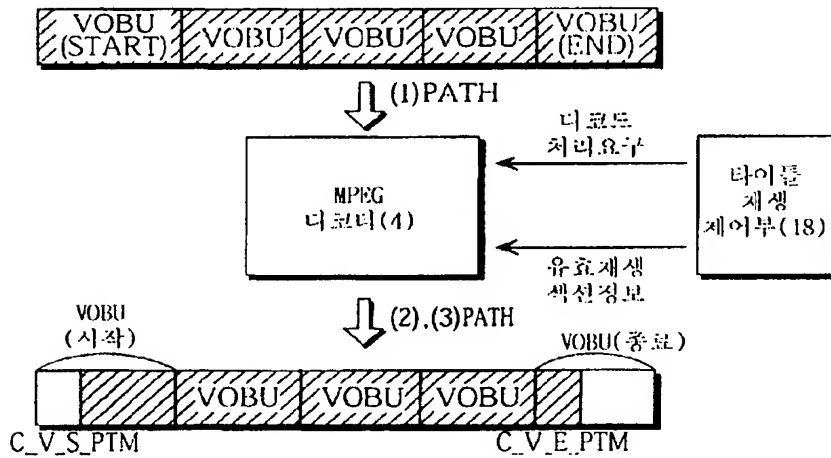 VOBU
(START)
VOBU
VOBU
VOBU
VOBU
(END)
(1)PATH
MPEG
디코더(4)
디코드
처리요구
유효재생
섹션정보
타이틀
재생
제어부(18)
(2),(3)PATH
VOBU
(시작)
VOBU(종료)
VOBU
VOBU
VOBU
C_V_S_PTM
C_V_E_PTM